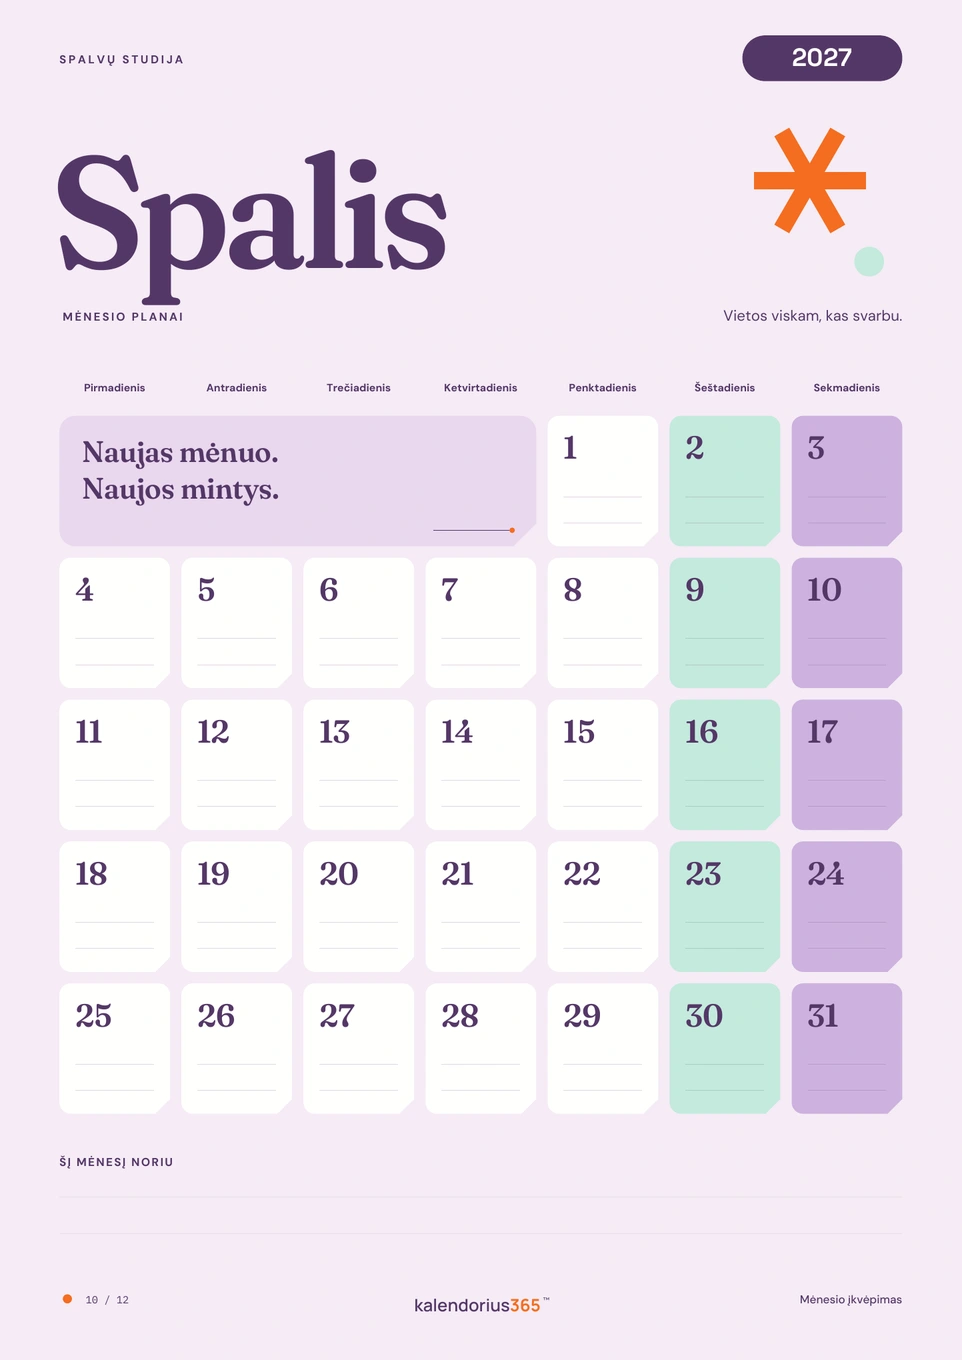 SPALVŲ STUDIJA
2027
Spalis
MĖNESIO PLANAI
Vietos viskam, kas svarbu.
Pirmadienis Antradienis Trečiadienis Ketvirtadienis Penktadienis Šeštadienis Sekmadienis
Naujas mėnuo.
Naujos mintys.
1 2 3
4 5 6 7 8 9 10
11 12 13 14 15 16 17
18 19 20 21 22 23 24
25 26 27 28 29 30 31
ŠĮ MĖNESĮ NORIU
10 / 12
kalendorius365™
Mėnesio įkvėpimas